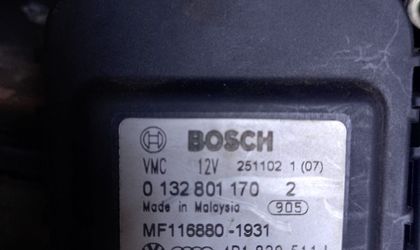 BOSCH
VMC 12V 251102 1 (07)
0 132 801 170 2
Made in Malaysia 905
MF116880-1931